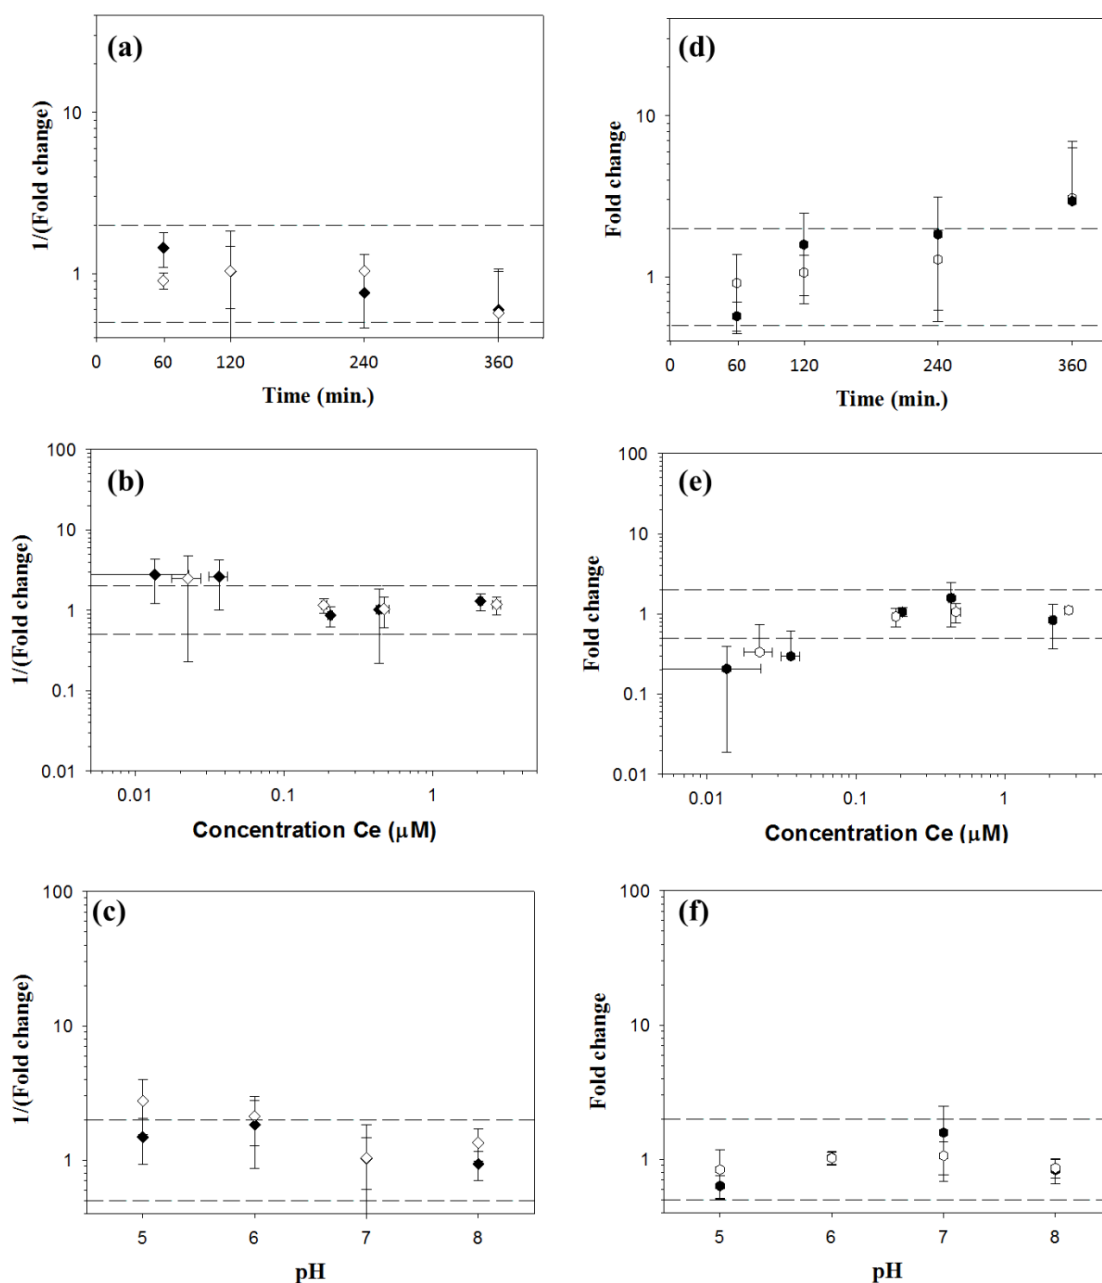 (a)
1/(Fold change)
10
1
0 60 120 240 360
Time (min.)
(d)
Fold change
10
1
0 60 120 240 360
Time (min.)
(b)
1/(Fold change)
100
10
1
0.1
0.01
0.01 0.1 1
Concentration Ce (μM)
(e)
Fold change
100
10
1
0.1
0.01
0.01 0.1 1
Concentration Ce (μM)
(c)
1/(Fold change)
100
10
1
5 6 7 8
pH
(f)
Fold change
100
10
1
5 6 7 8
pH